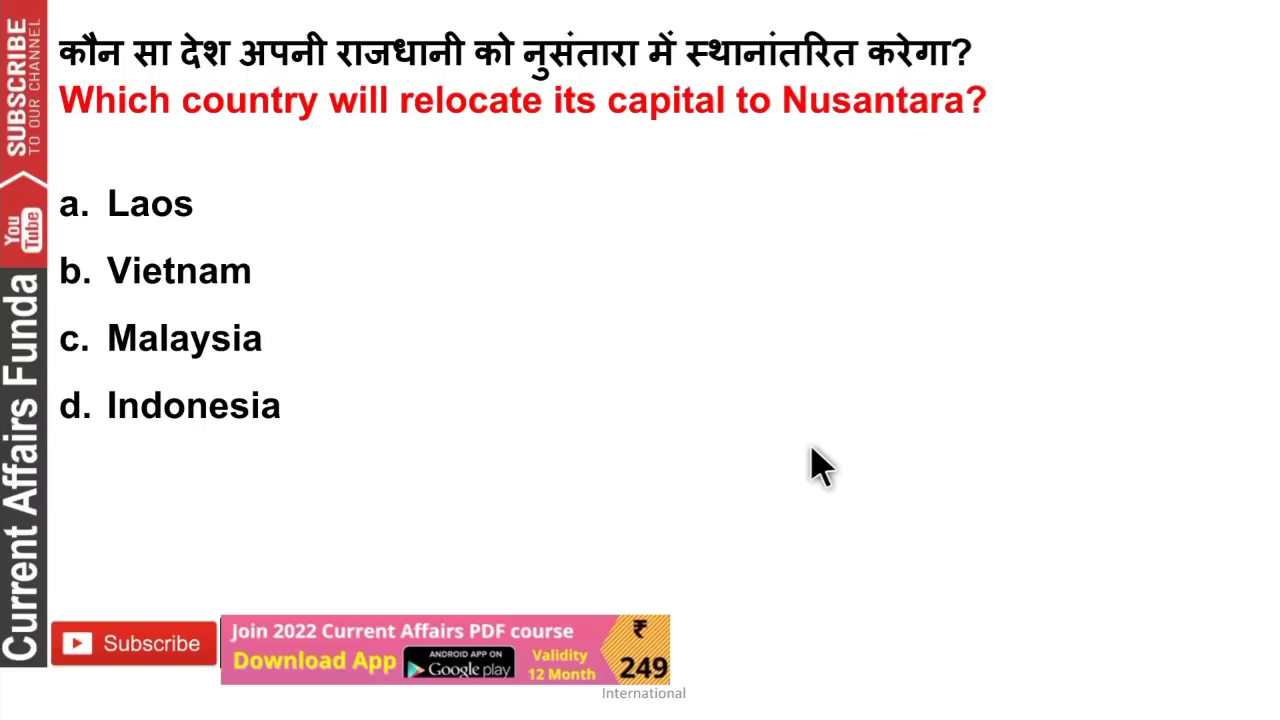 कौन सा देश अपनी राजधानी को नुसंतारा में स्थानांतरित करेगा?
Which country will relocate its capital to Nusantara?
a. Laos
b. Vietnam
c. Malaysia
d. Indonesia
SUBSCRIBE
TO OUR CHANNEL
You
Tube
Current Affairs Funda
Subscribe
Join 2022 Current Affairs PDF course
Download App
ANDROID APP ON
Google play
Validity
12 Month
₹
249
International